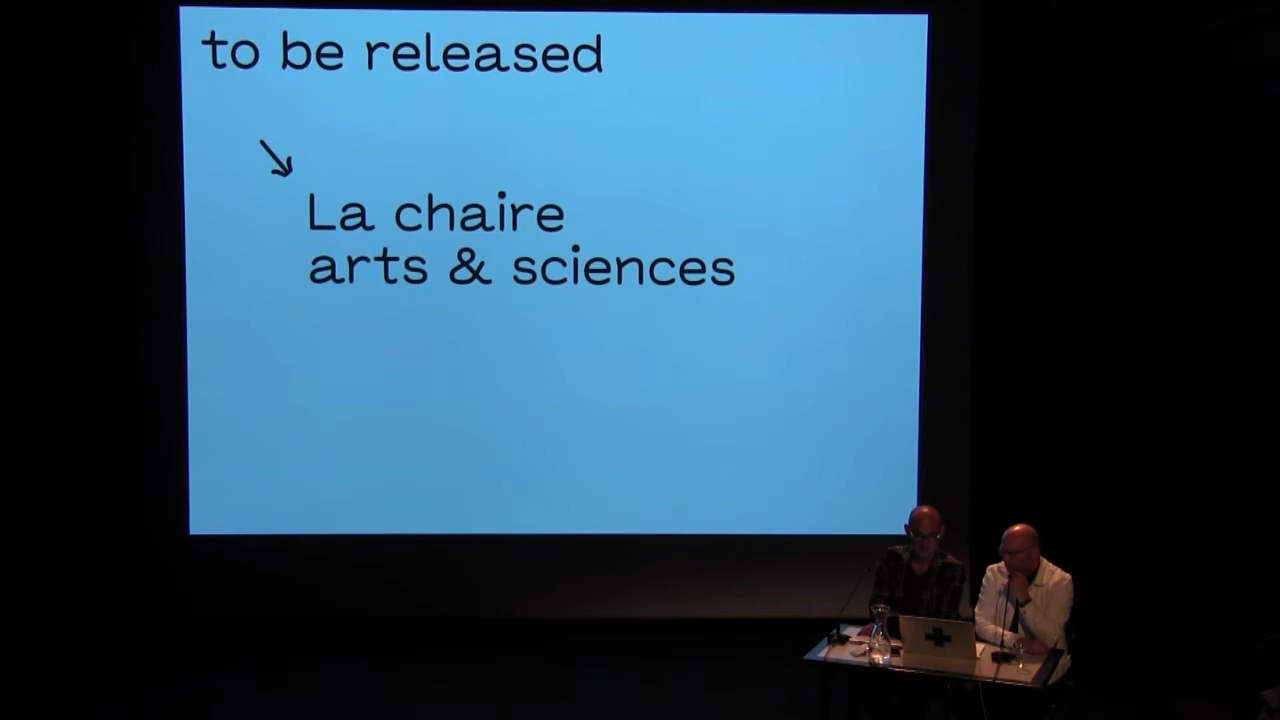 to be released
↘
La chaire
arts & sciences